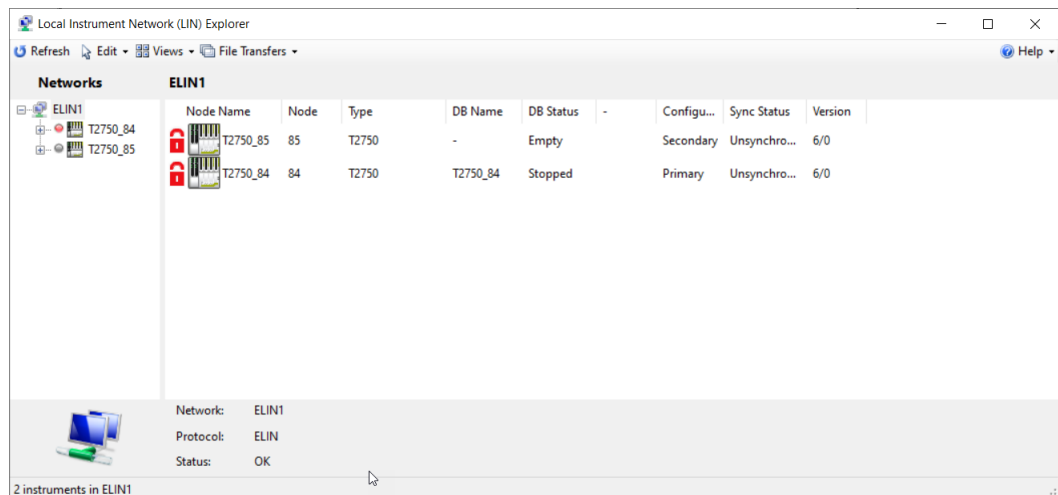 Local Instrument Network (LIN) Explorer
Refresh Edit Views File Transfers Help
Networks ELIN1
ELIN1 Node Name Node Type DB Name DB Status - Configu... Sync Status Version
T2750_84
T2750_85 T2750_85 85 T2750 - Empty Secondary Unsynchro... 6/0
T2750_84 84 T2750 T2750_84 Stopped Primary Unsynchro... 6/0
Network: ELIN1
Protocol: ELIN
Status: OK
2 instruments in ELIN1